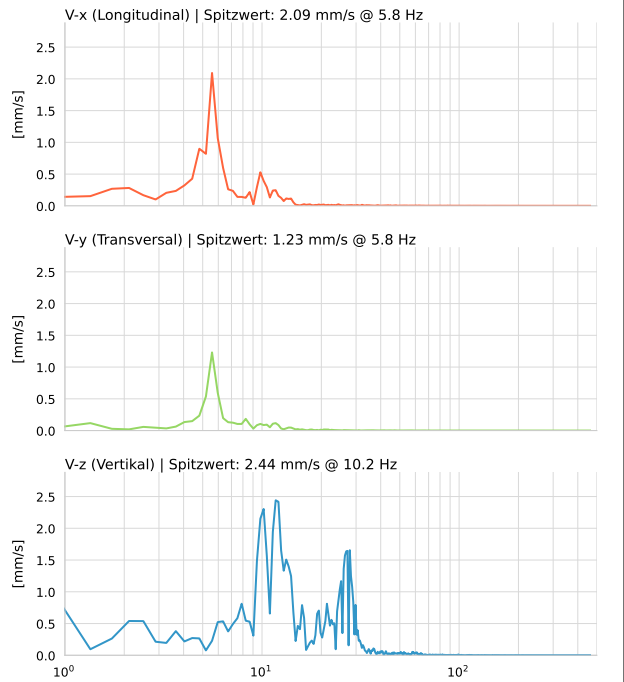 V-x (Longitudinal) | Spitzwert: 2.09 mm/s @ 5.8 Hz
2.5
2.0
1.5
1.0
0.5
0.0
[mm/s]
V-y (Transversal) | Spitzwert: 1.23 mm/s @ 5.8 Hz
2.5
2.0
1.5
1.0
0.5
0.0
[mm/s]
V-z (Vertikal) | Spitzwert: 2.44 mm/s @ 10.2 Hz
2.5
2.0
1.5
1.0
0.5
0.0
[mm/s]
10⁰ 10¹ 10²